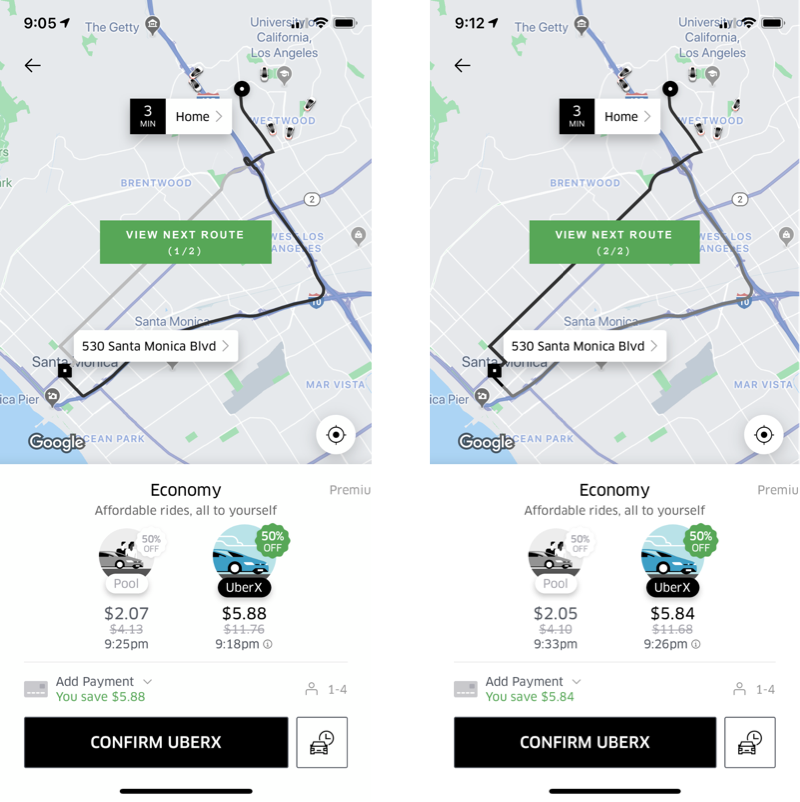 9:05
The Getty
University of
California,
Los Angeles
3
MIN
Home
WESTWOOD
BRENTWOOD
2
VIEW NEXT ROUTE
(1/2)
WEST LOS
ANGELES
10
Santa Monica
530 Santa Monica Blvd
Santa Monica
MAR VISTA
ica Pier
Google
OCEAN PARK
Economy
Premiu
Affordable rides, all to yourself
50%
OFF
Pool
50%
OFF
UberX
$2.07
$5.88
$4.13
$11.76
9:25pm
9:18pm
Add Payment
1-4
You save $5.88
CONFIRM UBERX
9:12
The Getty
University of
California,
Los Angeles
3
MIN
Home
WESTWOOD
BRENTWOOD
2
VIEW NEXT ROUTE
(2/2)
WEST LOS
ANGELES
10
Santa Monica
530 Santa Monica Blvd
Santa Monica
MAR VISTA
ica Pier
Google
OCEAN PARK
Economy
Premiu
Affordable rides, all to yourself
50%
OFF
Pool
50%
OFF
UberX
$2.05
$5.84
$4.10
$11.68
9:33pm
9:26pm
Add Payment
1-4
You save $5.84
CONFIRM UBERX